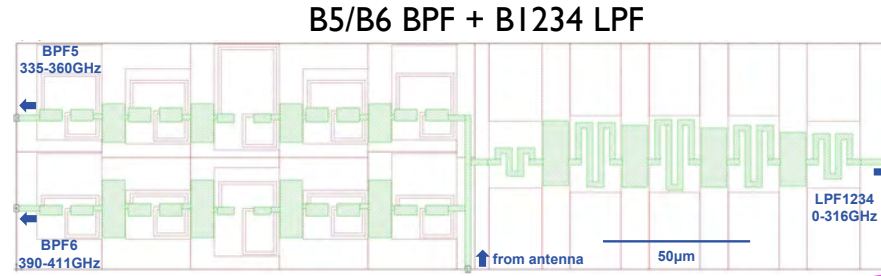 B5/B6 BPF + B1234 LPF
BPF5
335-360GHz
BPF6
390-411GHz
from antenna
50μm
LPF1234
0-316GHz